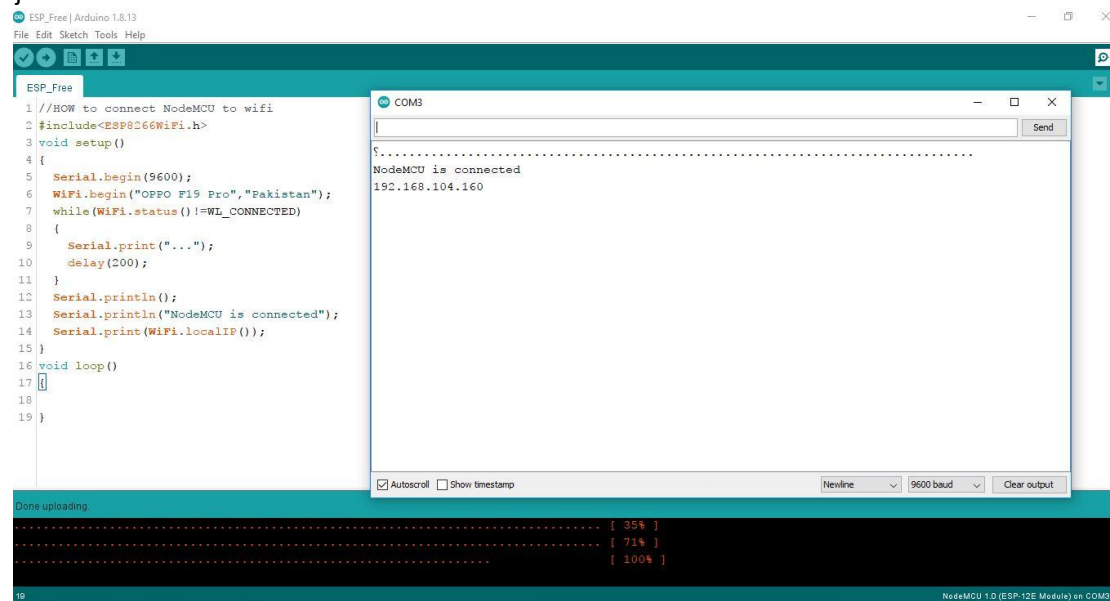 ESP_Free | Arduino 1.8.13
File Edit Sketch Tools Help
ESP_Free
1 //HOW to connect NodeMCU to wifi
2 #include<ESP8266WiFi.h>
3 void setup()
4 {
5 Serial.begin(9600);
6 WiFi.begin("OPPO F19 Pro","Pakistan");
7 while(WiFi.status()!=WL_CONNECTED)
8 {
9 Serial.print("...");
10 delay(200);
11 }
12 Serial.println();
13 Serial.println("NodeMCU is connected");
14 Serial.print(WiFi.localIP());
15 }
16 void loop()
17 {
18
19 }
COM3
Send
⸮................................................................................
NodeMCU is connected
192.168.104.160
Autoscroll Show timestamp Newline 9600 baud Clear output
Done uploading.
................................................................................ [ 35% ]
................................................................................ [ 71% ]
................................................................. [ 100% ]
19 NodeMCU 1.0 (ESP-12E Module) on COM3